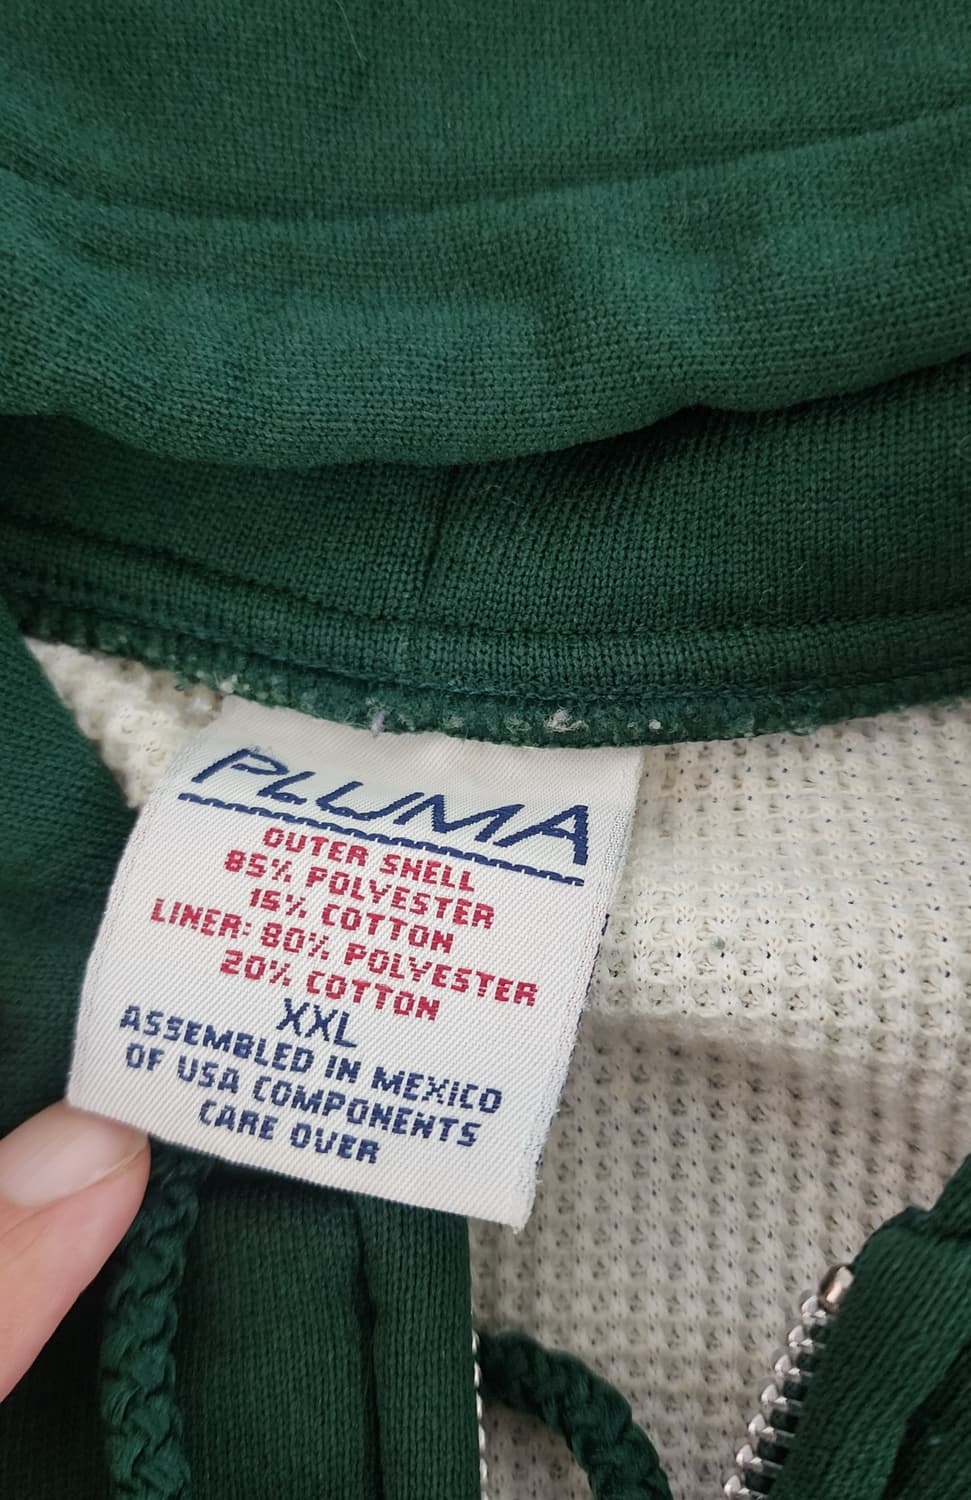 PLUMA
OUTER SHELL
85% POLYESTER
15% COTTON
LINER: 80% POLYESTER
20% COTTON
XXL
ASSEMBLED IN MEXICO
OF USA COMPONENTS
CARE OVER